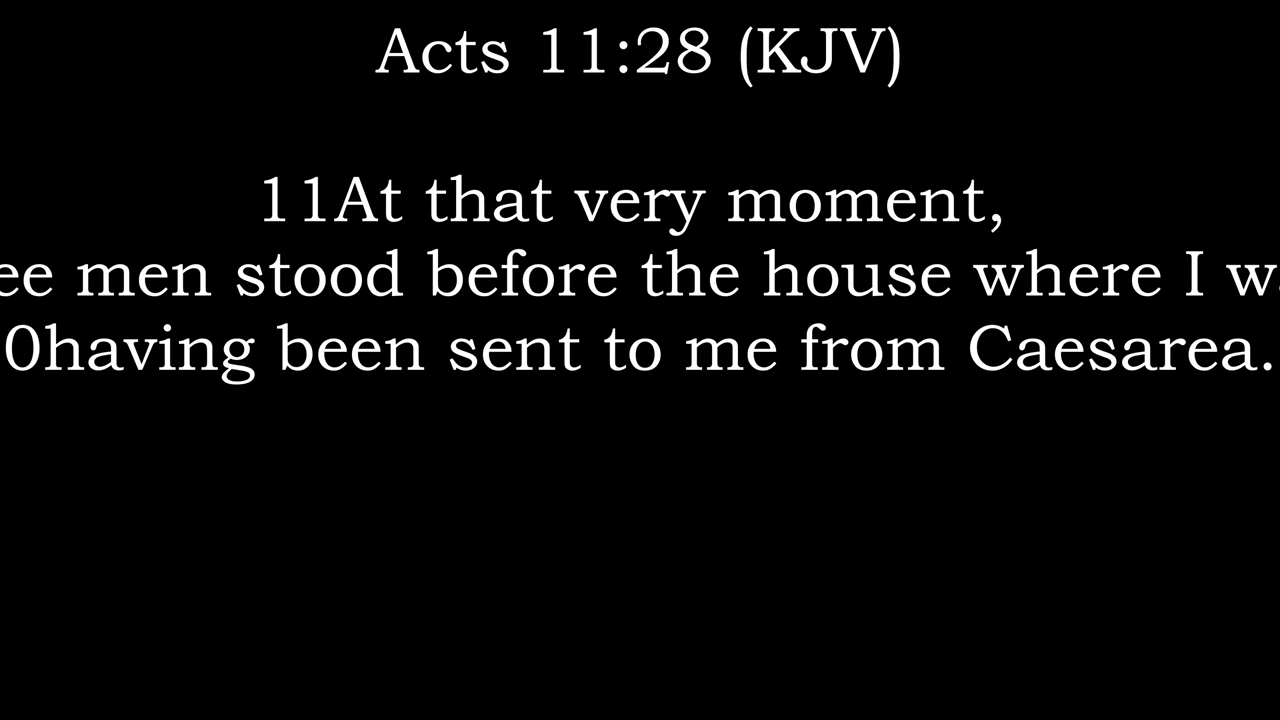 Acts 11:28 (KJV)
11At that very moment,
ee men stood before the house where I w
0having been sent to me from Caesarea.